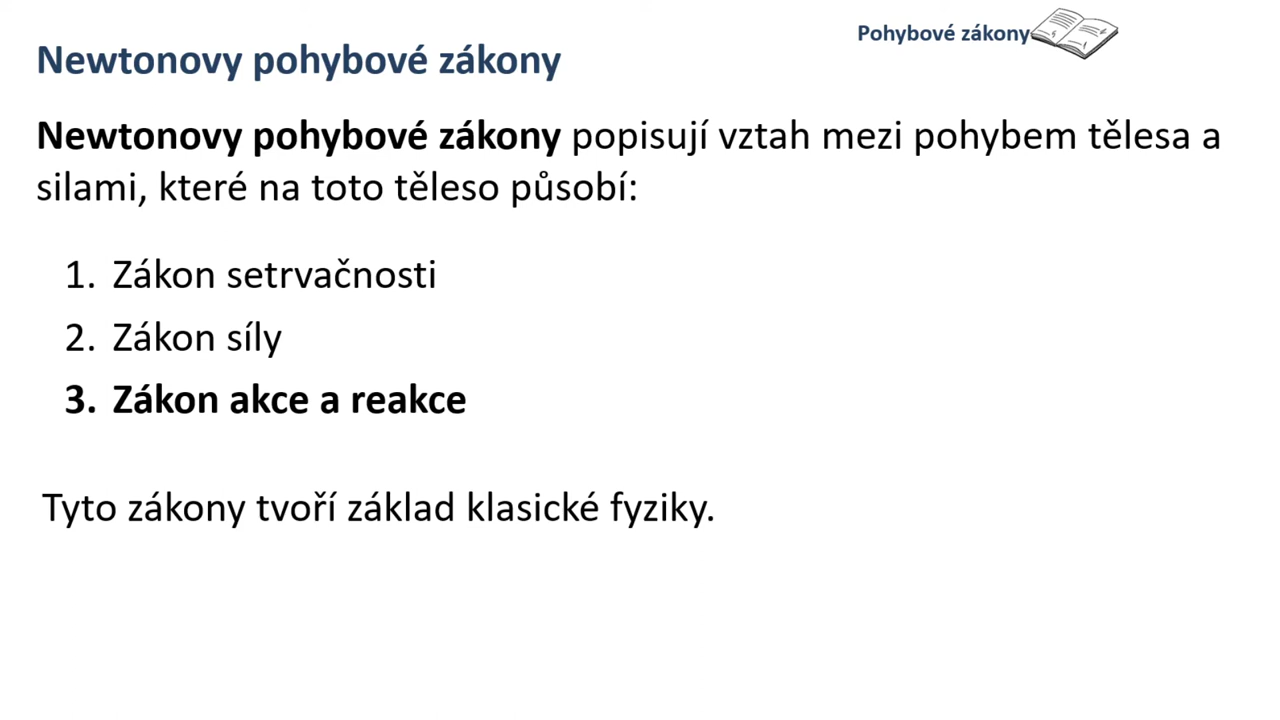 Pohybové zákony
Newtonovy pohybové zákony
Newtonovy pohybové zákony popisují vztah mezi pohybem tělesa a
silami, které na toto těleso působí:
1. Zákon setrvačnosti
2. Zákon síly
3. Zákon akce a reakce
Tyto zákony tvoří základ klasické fyziky.